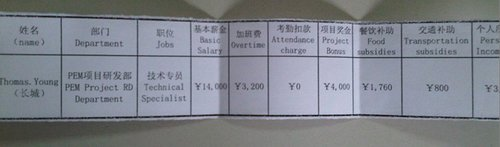 姓名
(name)
部门
Department
职位
Jobs
基本薪金
Basic
Salary
加班费
Overtime
考勤扣款
Attendance
charge
项目奖金
Project
Bonus
餐饮补助
Food
subsidies
交通补助
Transportation
subsidies
个人
Incom
Thomas.Young
(长城)
PEM项目研发部
PEM Project RD
Department
技术专员
Technical
Specialist
¥14,000
¥3,200
¥0
¥4,000
¥1,760
¥800
¥3